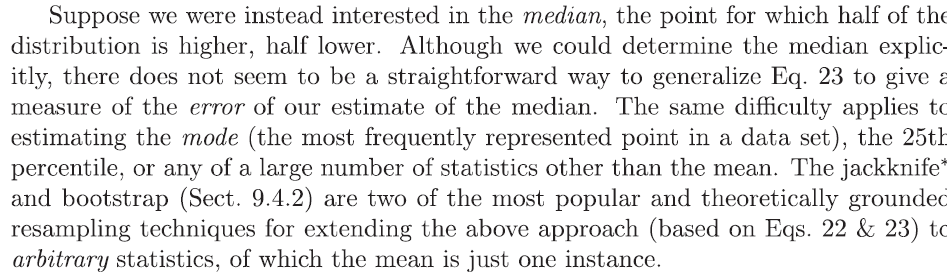 Suppose we were instead interested in the median, the point for which half of the
distribution is higher, half lower. Although we could determine the median explic-
itly, there does not seem to be a straightforward way to generalize Eq. 23 to give a
measure of the error of our estimate of the median. The same difficulty applies to
estimating the mode (the most frequently represented point in a data set), the 25th
percentile, or any of a large number of statistics other than the mean. The jackknife*
and bootstrap (Sect. 9.4.2) are two of the most popular and theoretically grounded
resampling techniques for extending the above approach (based on Eqs. 22 & 23) to
arbitrary statistics, of which the mean is just one instance.